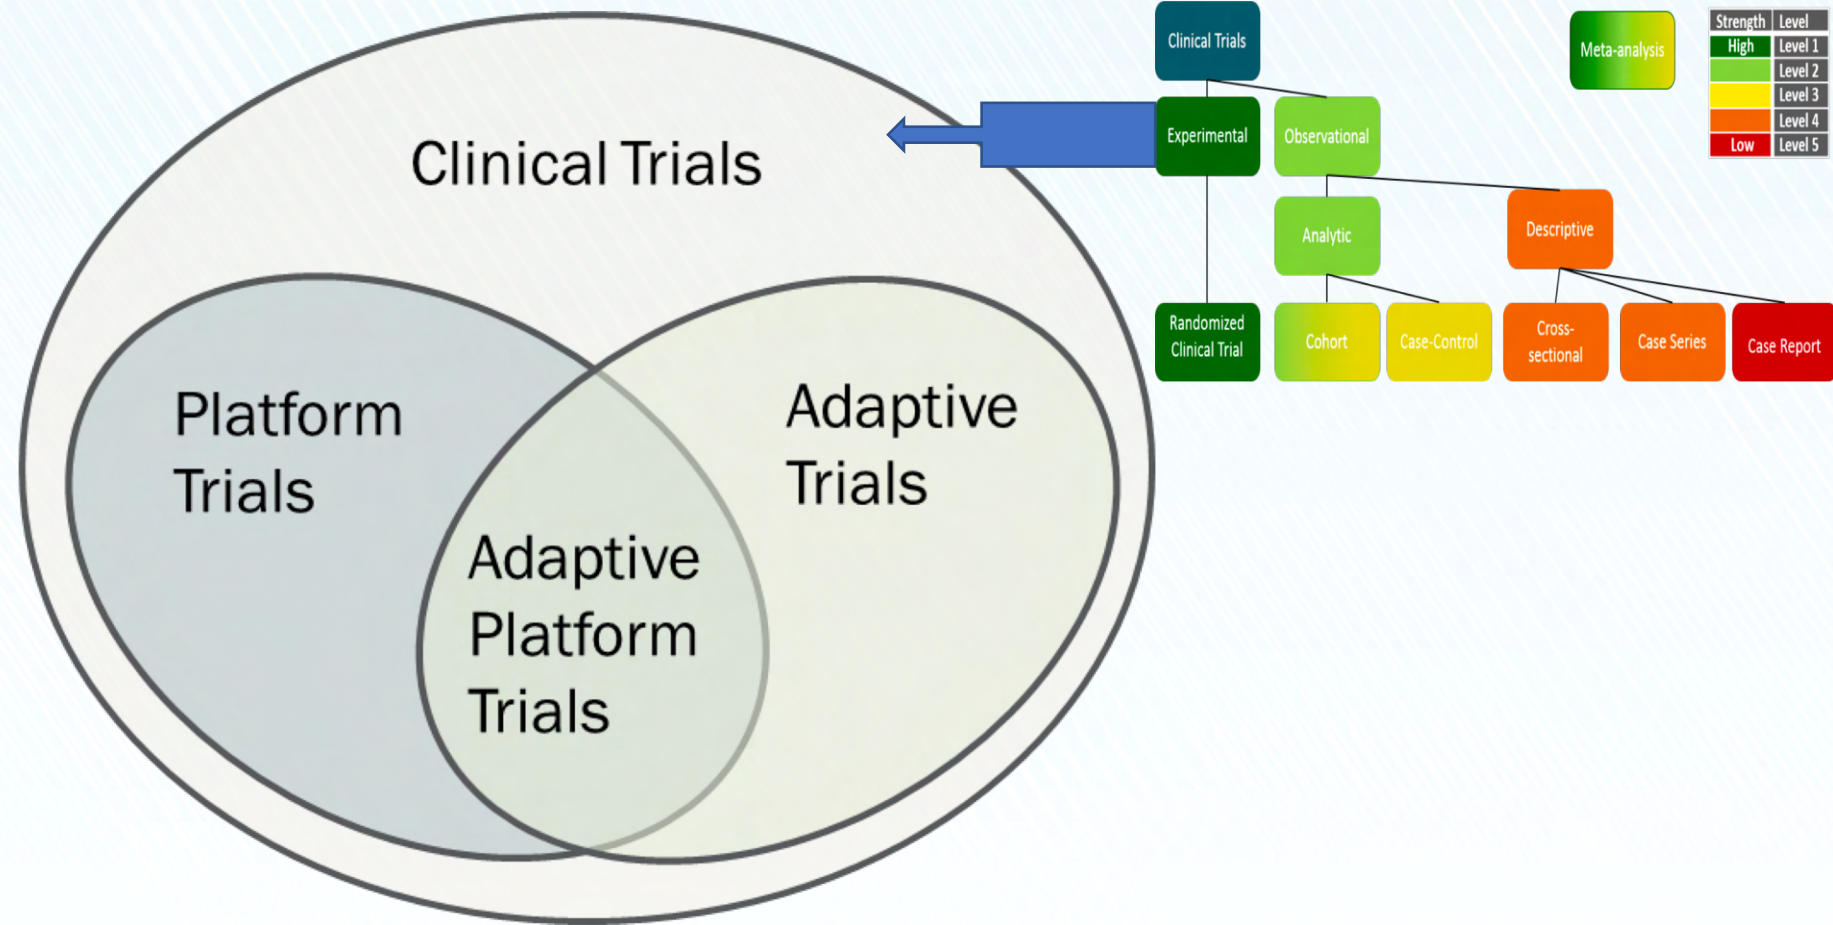 Clinical Trials
Platform
Trials
Adaptive
Trials
Adaptive
Platform
Trials
Clinical Trials
Experimental
Observational
Analytic
Descriptive
Randomized
Clinical Trial
Cohort
Case-Control
Cross-
sectional
Case Series
Case Report
Meta-analysis
Strength Level
High Level 1
Level 2
Level 3
Level 4
Low Level 5